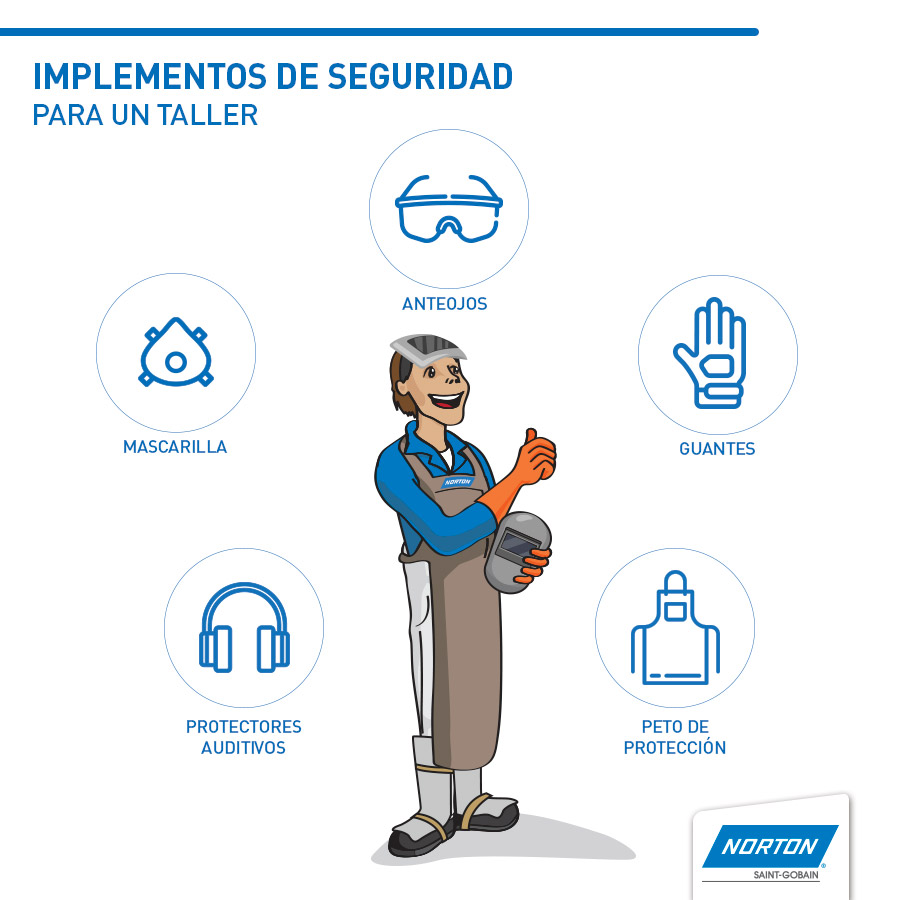 IMPLEMENTOS DE SEGURIDAD
PARA UN TALLER
ANTEOJOS
MASCARILLA
GUANTES
NORTON
PROTECTORES
AUDITIVOS
PETO DE
PROTECCIÓN
NORTON®
SAINT-GOBAIN